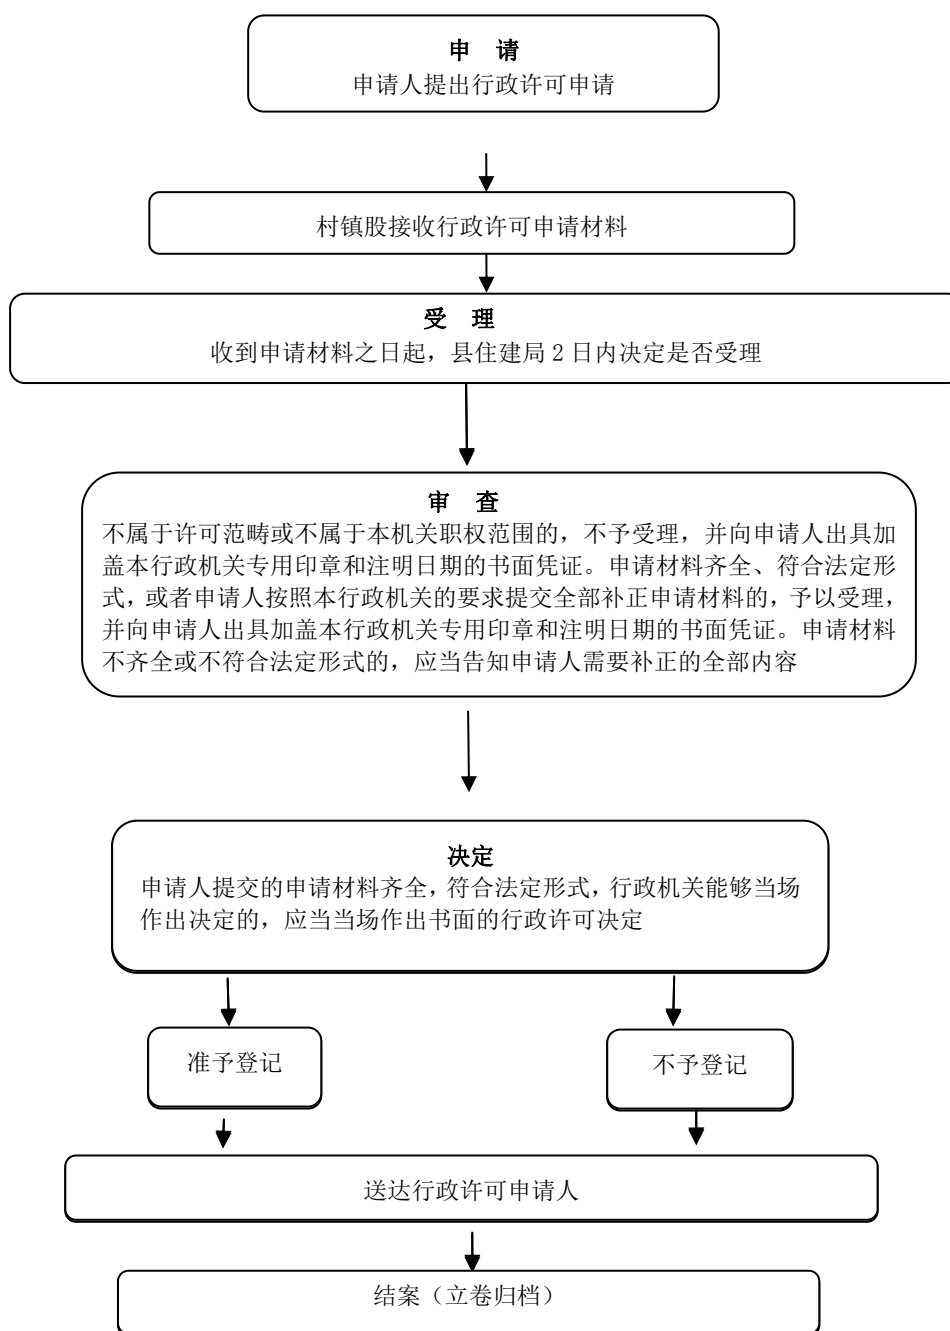 申 请
申请人提出行政许可申请
村镇股接收行政许可申请材料
受 理
收到申请材料之日起，县住建局 2 日内决定是否受理
审 查
不属于许可范畴或不属于本机关职权范围的，不予受理，并向申请人出具加
盖本行政机关专用印章和注明日期的书面凭证。申请材料齐全、符合法定形
式，或者申请人按照本行政机关的要求提交全部补正申请材料的，予以受理，
并向申请人出具加盖本行政机关专用印章和注明日期的书面凭证。申请材料
不齐全或不符合法定形式的，应当告知申请人需要补正的全部内容
决定
申请人提交的申请材料齐全，符合法定形式，行政机关能够当场
作出决定的，应当当场作出书面的行政许可决定
准予登记
不予登记
送达行政许可申请人
结案（立卷归档）